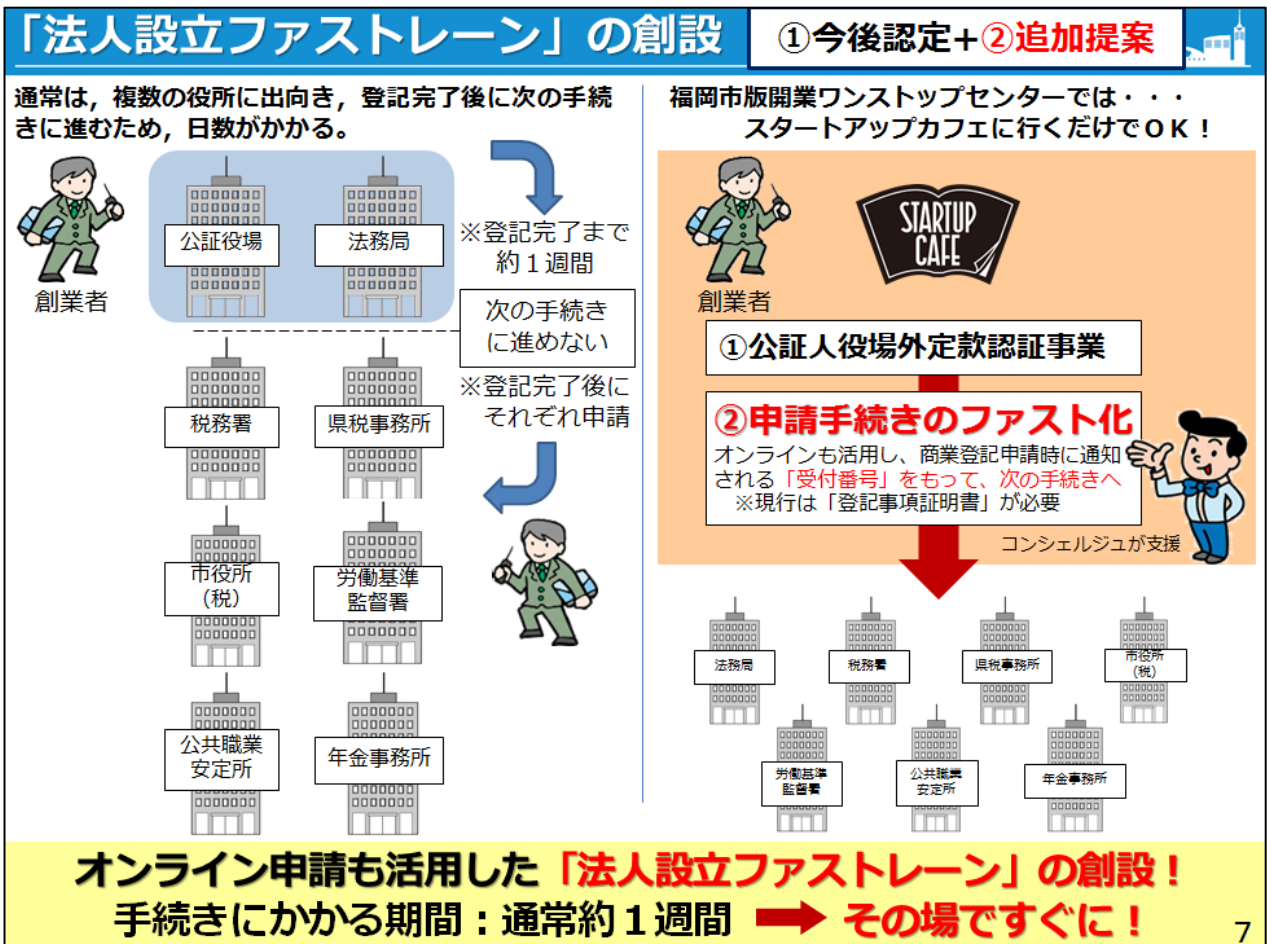 「法人設立ファストレーン」の創設
①今後認定+②追加提案
通常は，複数の役所に出向き，登記完了後に次の手続
きに進むため，日数がかかる。
創業者
公証役場
法務局
※登記完了まで
約１週間
次の手続き
に進めない
※登記完了後に
それぞれ申請
税務署
県税事務所
市役所
(税)
労働基準
監督署
公共職業
安定所
年金事務所
福岡市版開業ワンストップセンターでは・・・
スタートアップカフェに行くだけでＯＫ！
創業者
STARTUP
CAFE
①公証人役場外定款認証事業
②申請手続きのファスト化
オンラインも活用し、商業登記申請時に通知
される「受付番号」をもって、次の手続きへ
※現行は「登記事項証明書」が必要
コンシェルジュが支援
法務局
税務署
県税事務所
市役所
(税)
労働基準
監督署
公共職業
安定所
年金事務所
オンライン申請も活用した「法人設立ファストレーン」の創設！
手続きにかかる期間：通常約１週間 ➡ その場ですぐに！
7